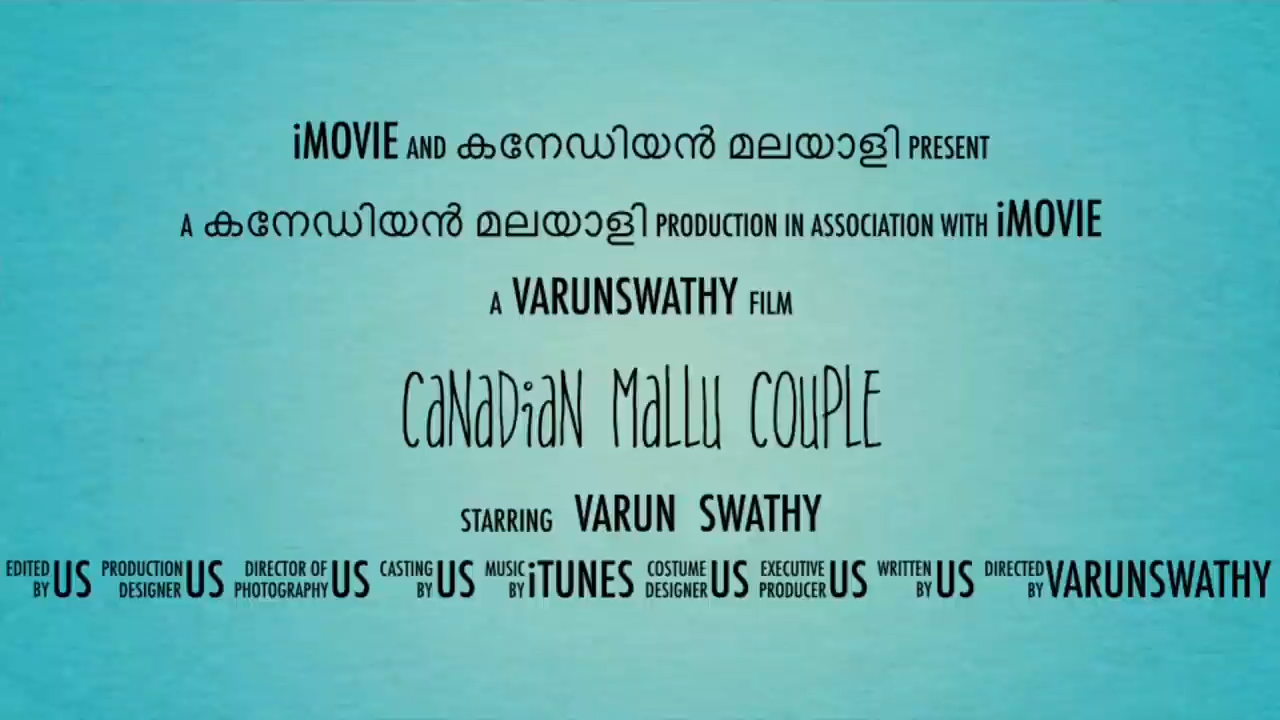 iMOVIE AND കനേഡിയൻ മലയാളി PRESENT
A കനേഡിയൻ മലയാളി PRODUCTION IN ASSOCIATION WITH iMOVIE
A VARUNSWATHY FILM
CaNaDiaN MaLLu COuPLE
STARRING VARUN SWATHY
EDITED BY US PRODUCTION DESIGNER US DIRECTOR OF PHOTOGRAPHY US CASTING BY US MUSIC BY iTUNES COSTUME DESIGNER US EXECUTIVE PRODUCER US WRITTEN BY US DIRECTED BY VARUNSWATHY